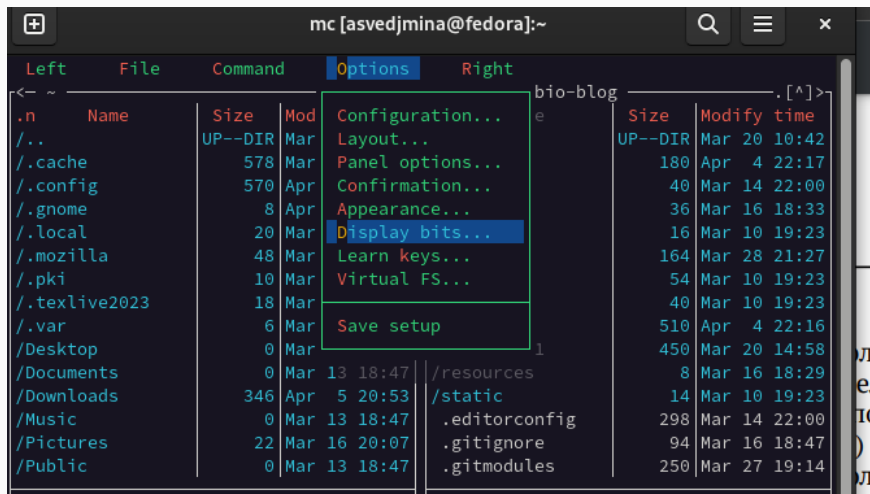 mc [asvedjmina@fedora]:~
Left File Command Options Right
<- ~ bio-blog .[^]>
.n Name Size Mod Configuration... e Size Modify time
/.. UP--DIR Mar Layout... UP--DIR Mar 20 10:42
/.cache 578 Mar Panel options... 180 Apr 4 22:17
/.config 570 Apr Confirmation... 40 Mar 14 22:00
/.gnome 8 Apr Appearance... 36 Mar 16 18:33
/.local 20 Mar Display bits... 16 Mar 10 19:23
/.mozilla 48 Mar Learn keys... 164 Mar 28 21:27
/.pki 10 Mar Virtual FS... 54 Mar 10 19:23
/.texlive2023 18 Mar 40 Mar 10 19:23
/.var 6 Mar Save setup 510 Apr 4 22:16
/Desktop 0 Mar l 450 Mar 20 14:58
/Documents 0 Mar 13 18:47 /resources 8 Mar 16 18:29
/Downloads 346 Apr 5 20:53 /static 14 Mar 10 19:23
/Music 0 Mar 13 18:47 .editorconfig 298 Mar 14 22:00
/Pictures 22 Mar 16 20:07 .gitignore 94 Mar 16 18:47
/Public 0 Mar 13 18:47 .gitmodules 250 Mar 27 19:14